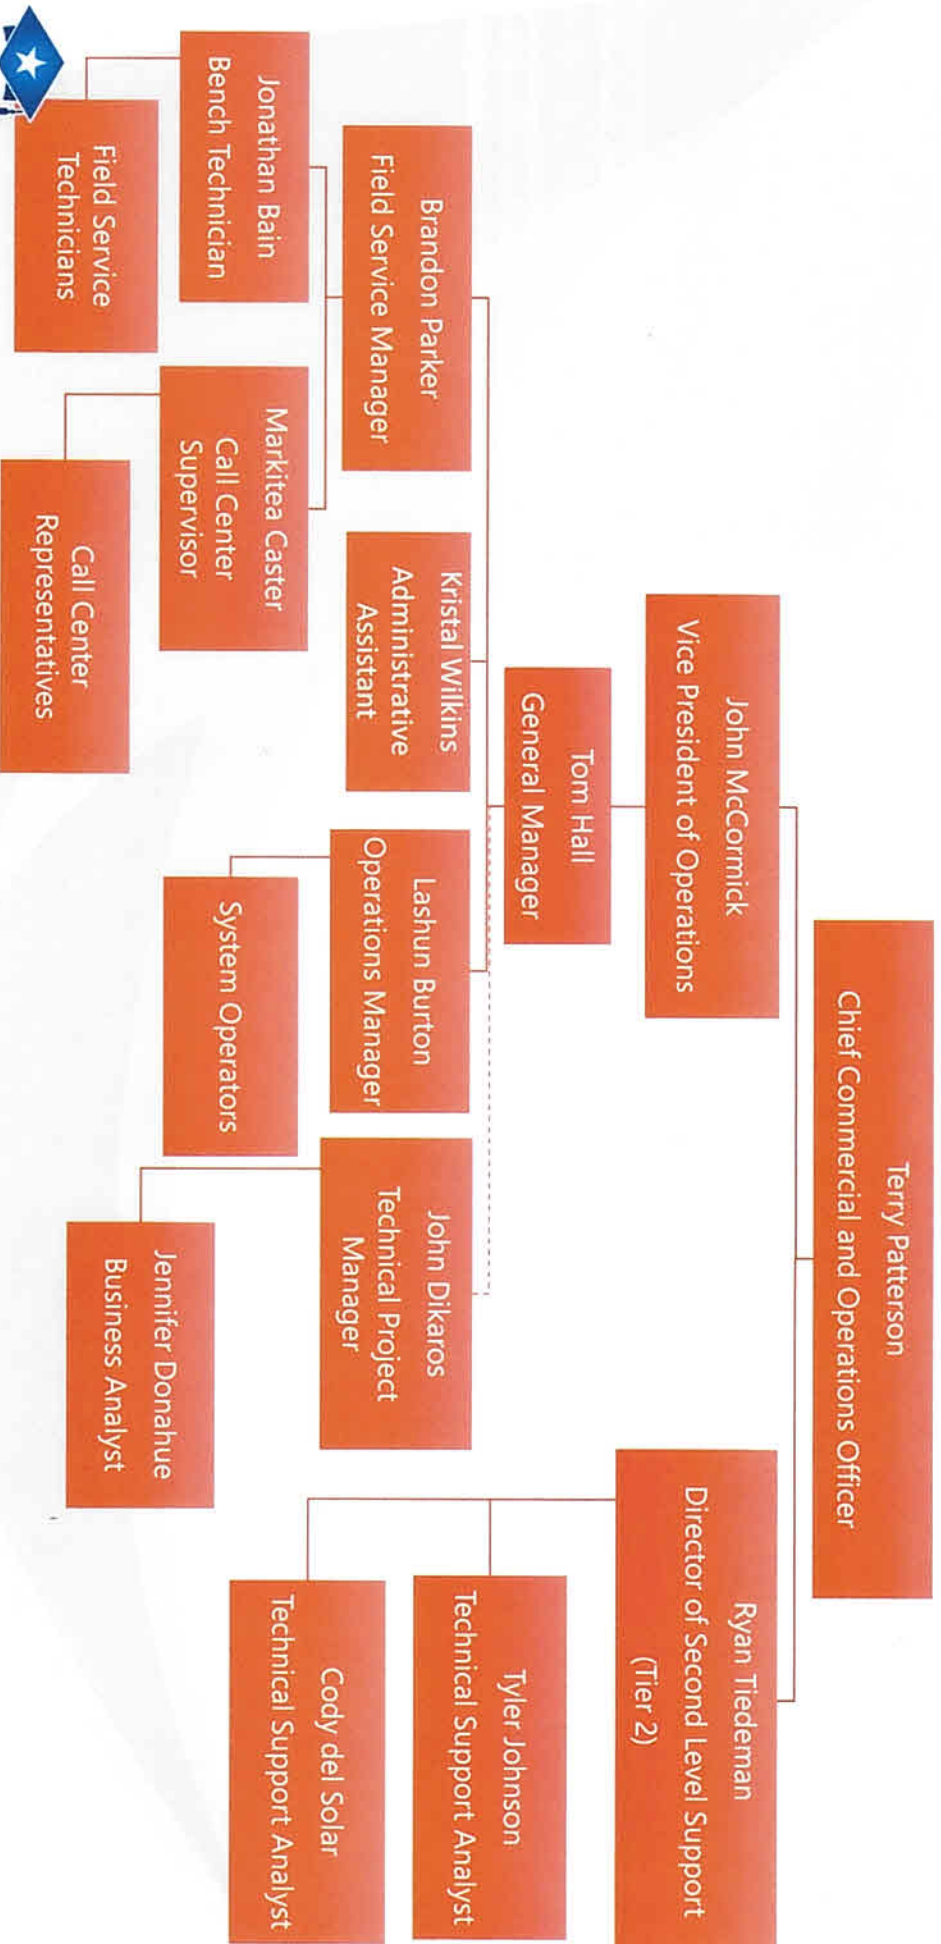 Terry Patterson
Chief Commercial and Operations Officer
John McCormick
Vice President of Operations
Ryan Tiedeman
Director of Second Level Support
(Tier 2)
Tom Hall
General Manager
Tyler Johnson
Technical Support Analyst
Cody del Solar
Technical Support Analyst
Brandon Parker
Field Service Manager
Kristal Wilkins
Administrative
Assistant
Lashun Burton
Operations Manager
John Dikaros
Technical Project
Manager
Jonathan Bain
Bench Technician
Markitea Caster
Call Center
Supervisor
System Operators
Jennifer Donahue
Business Analyst
Field Service
Technicians
Call Center
Representatives